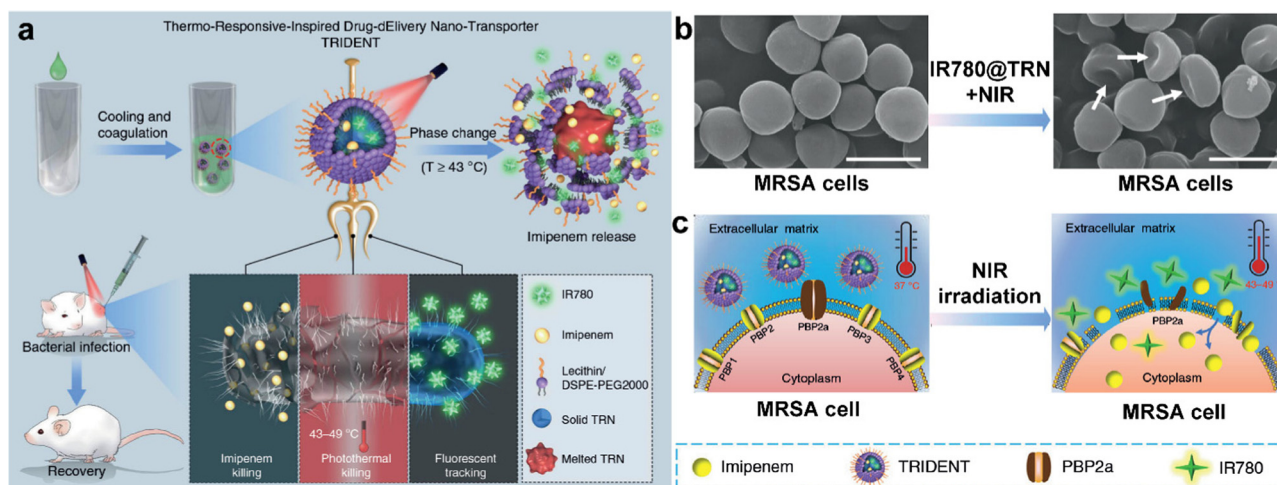 a
Thermo-Responsive-Inspired Drug-dElivery Nano-Transporter
TRIDENT
Cooling and
coagulation
Phase change
(T ≥ 43 °C)
Imipenem release
Bacterial infection
Recovery
43–49 °C
Imipenem
killing
Photothermal
killing
Fluorescent
tracking
IR780
Imipenem
Lecithin/
DSPE-PEG2000
Solid TRN
Melted TRN
b
IR780@TRN
+NIR
MRSA cells
MRSA cells
c
Extracellular matrix
37 °C
PBP1
PBP2
PBP2a
PBP3
PBP4
Cytoplasm
MRSA cell
NIR
irradiation
Extracellular matrix
43–49
PBP2a
Cytoplasm
MRSA cell
Imipenem
TRIDENT
PBP2a
IR780